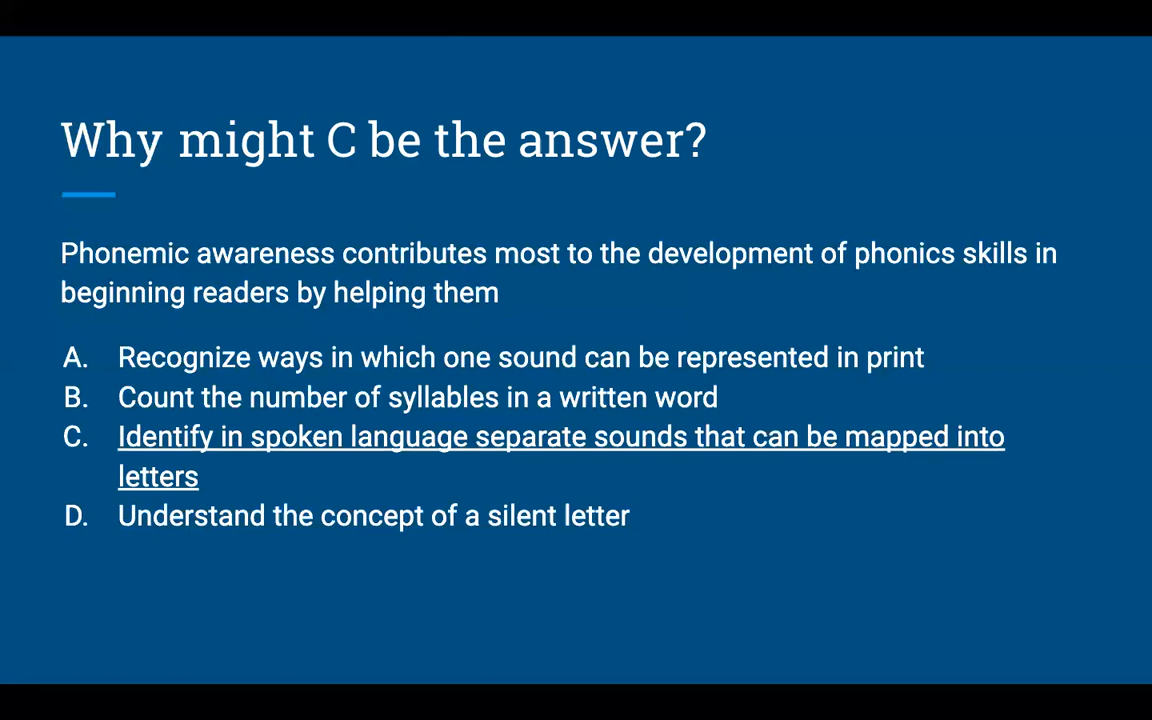 Why might C be the answer?
Phonemic awareness contributes most to the development of phonics skills in
beginning readers by helping them
A. Recognize ways in which one sound can be represented in print
B. Count the number of syllables in a written word
C. Identify in spoken language separate sounds that can be mapped into
letters
D. Understand the concept of a silent letter